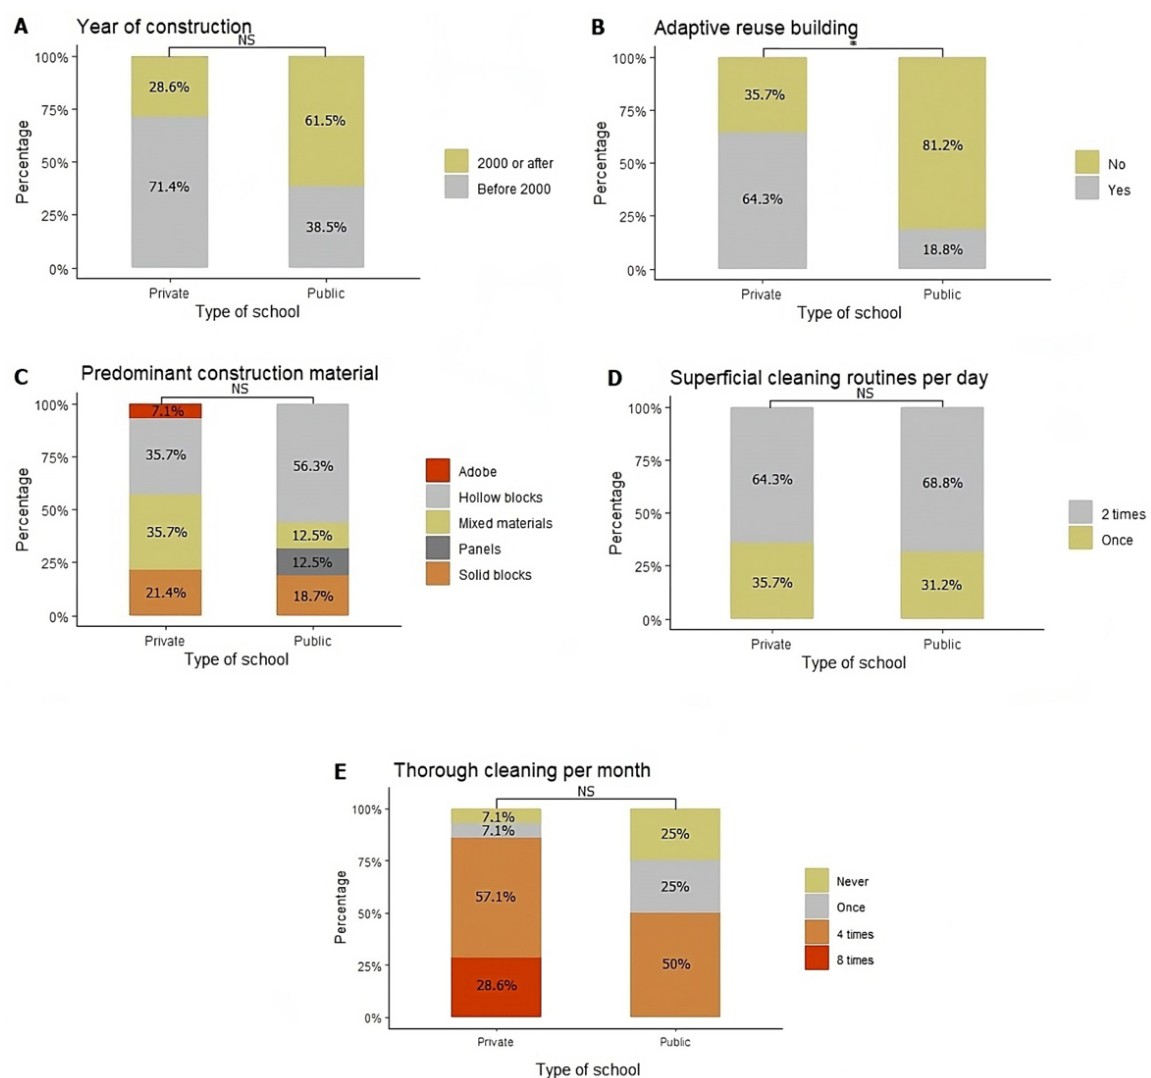 A
Year of construction
NS
100%
75%
50%
25%
0%
Percentage
28.6%
71.4%
61.5%
38.5%
Private
Public
Type of school
2000 or after
Before 2000
B
Adaptive reuse building
*
100%
75%
50%
25%
0%
Percentage
35.7%
64.3%
81.2%
18.8%
Private
Public
Type of school
No
Yes
C
Predominant construction material
NS
100%
75%
50%
25%
0%
Percentage
7.1%
35.7%
35.7%
21.4%
56.3%
12.5%
12.5%
18.7%
Private
Public
Type of school
Adobe
Hollow blocks
Mixed materials
Panels
Solid blocks
D
Superficial cleaning routines per day
NS
100%
75%
50%
25%
0%
Percentage
64.3%
35.7%
68.8%
31.2%
Private
Public
Type of school
2 times
Once
E
Thorough cleaning per month
NS
100%
75%
50%
25%
0%
Percentage
7.1%
7.1%
57.1%
28.6%
25%
25%
50%
Private
Public
Type of school
Never
Once
4 times
8 times